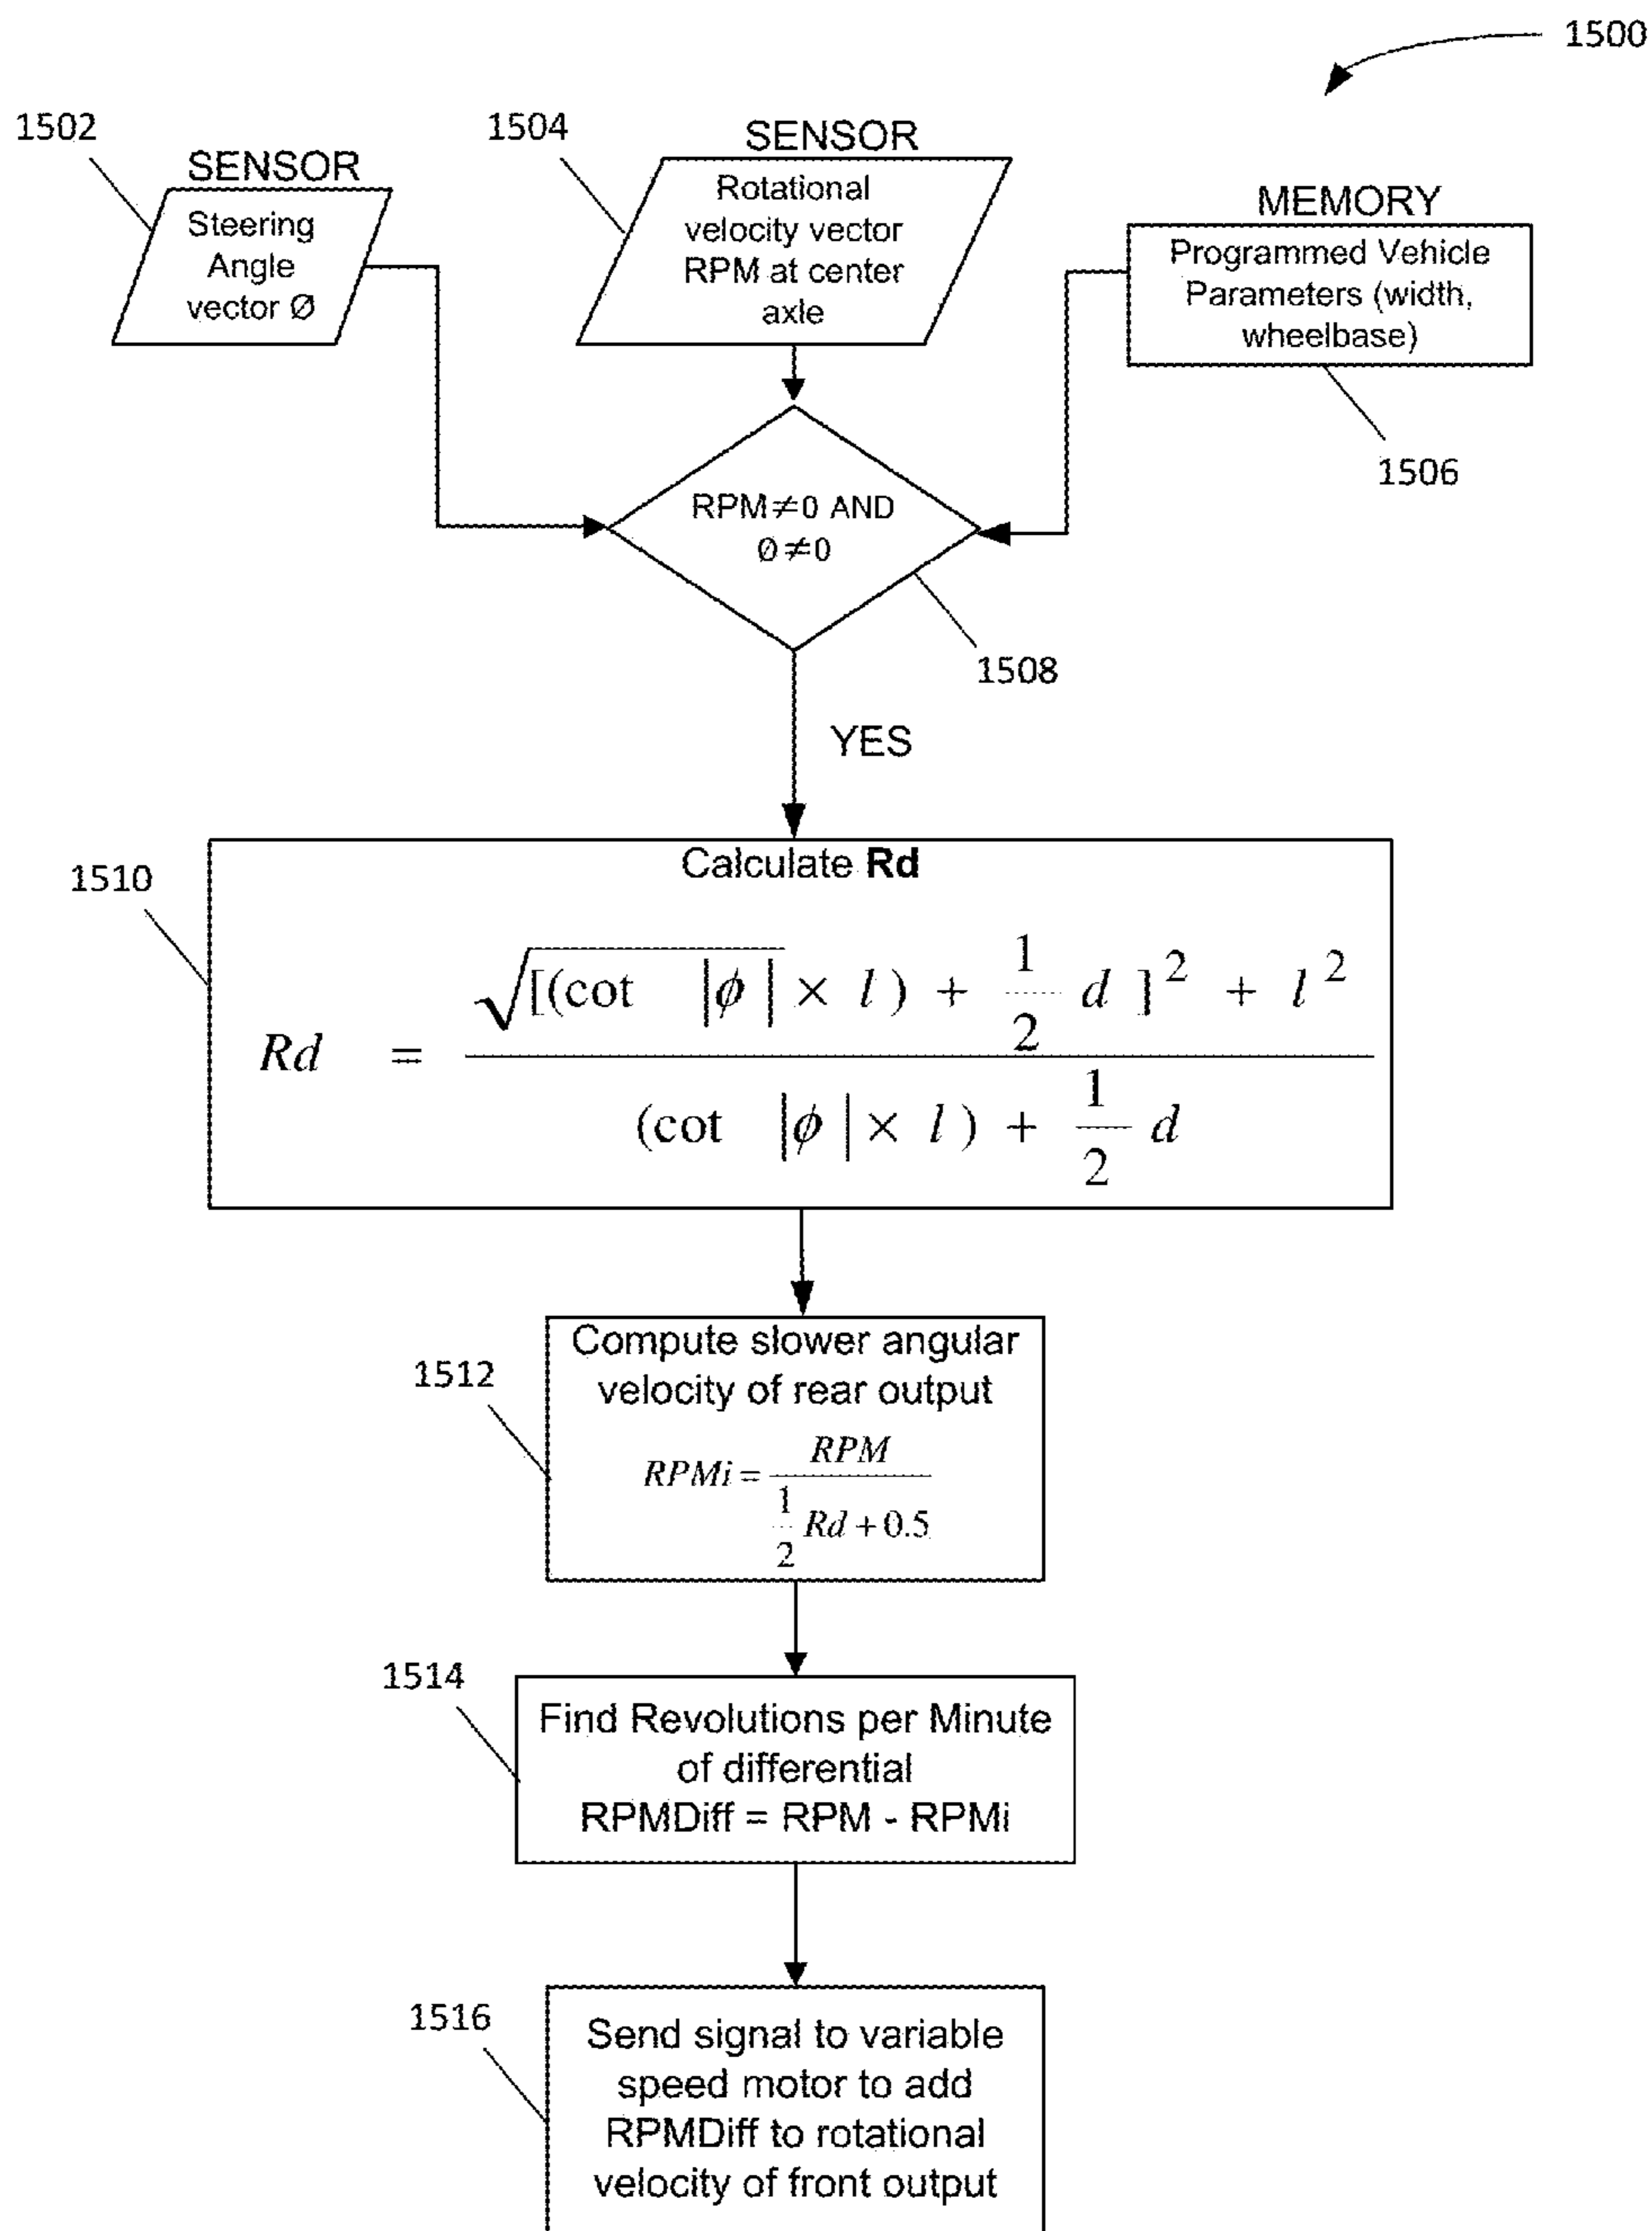 1500
1502
SENSOR
Steering
Angle
vector Ø
1504
SENSOR
Rotational
velocity vector
RPM at center
axle
MEMORY
Programmed Vehicle
Parameters (width,
wheelbase)
1506
RPM≠0 AND
Ø≠0
1508
YES
1510
Calculate Rd
Rd = √[(cot |ϕ| × l) + 1/2 d]² + l² / (cot |ϕ| × l) + 1/2 d
1512
Compute slower angular
velocity of rear output
RPMi = RPM / 1/2 Rd + 0.5
1514
Find Revolutions per Minute
of differential
RPMDiff = RPM - RPMi
1516
Send signal to variable
speed motor to add
RPMDiff to rotational
velocity of front output